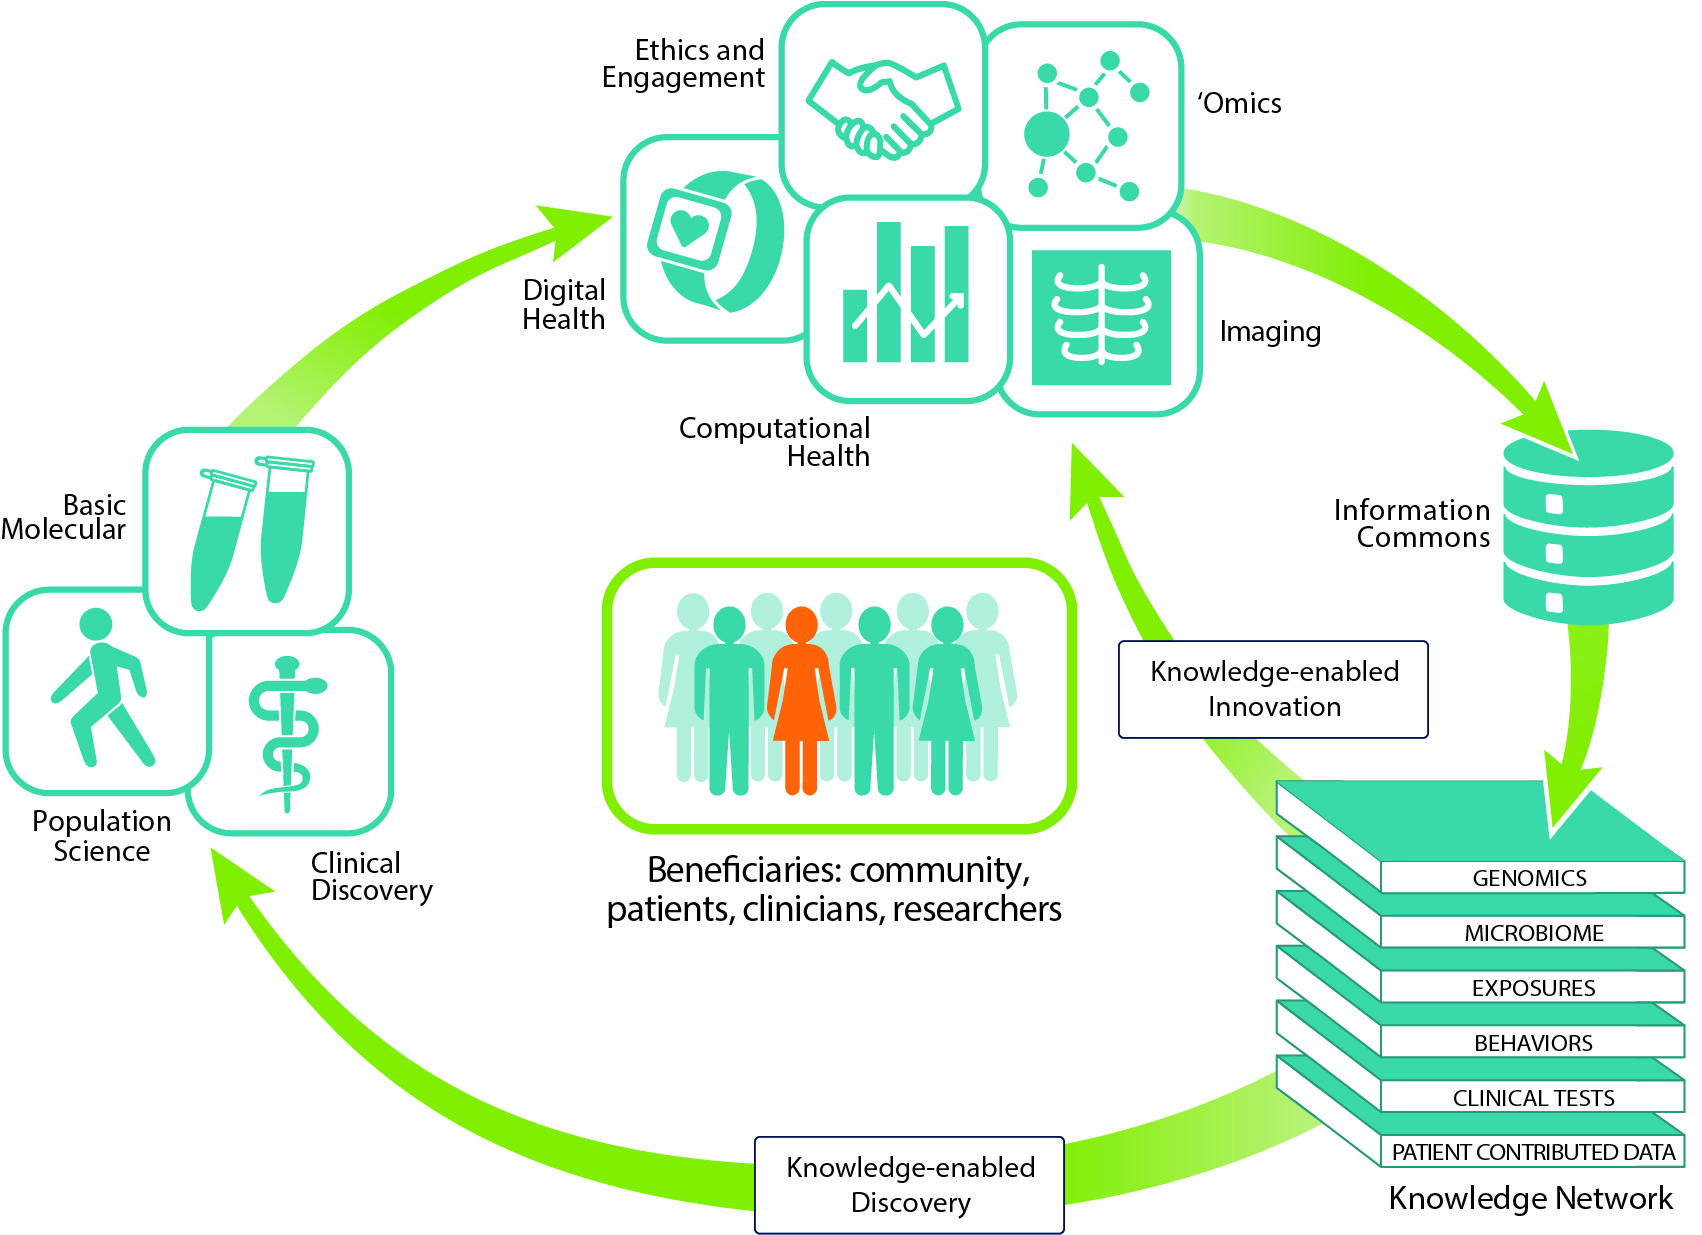 Ethics and
Engagement
‘Omics
Digital
Health
Imaging
Computational
Health
Basic
Molecular
Information
Commons
Knowledge-enabled
Innovation
Population
Science
Clinical
Discovery
Beneficiaries: community,
patients, clinicians, researchers
GENOMICS
MICROBIOME
EXPOSURES
BEHAVIORS
CLINICAL TESTS
PATIENT CONTRIBUTED DATA
Knowledge Network
Knowledge-enabled
Discovery